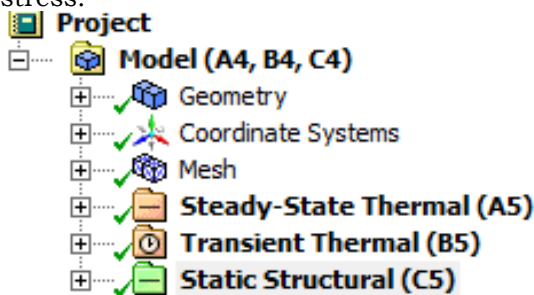 stress.
Project
Model (A4, B4, C4)
Geometry
Coordinate Systems
Mesh
Steady-State Thermal (A5)
Transient Thermal (B5)
Static Structural (C5)